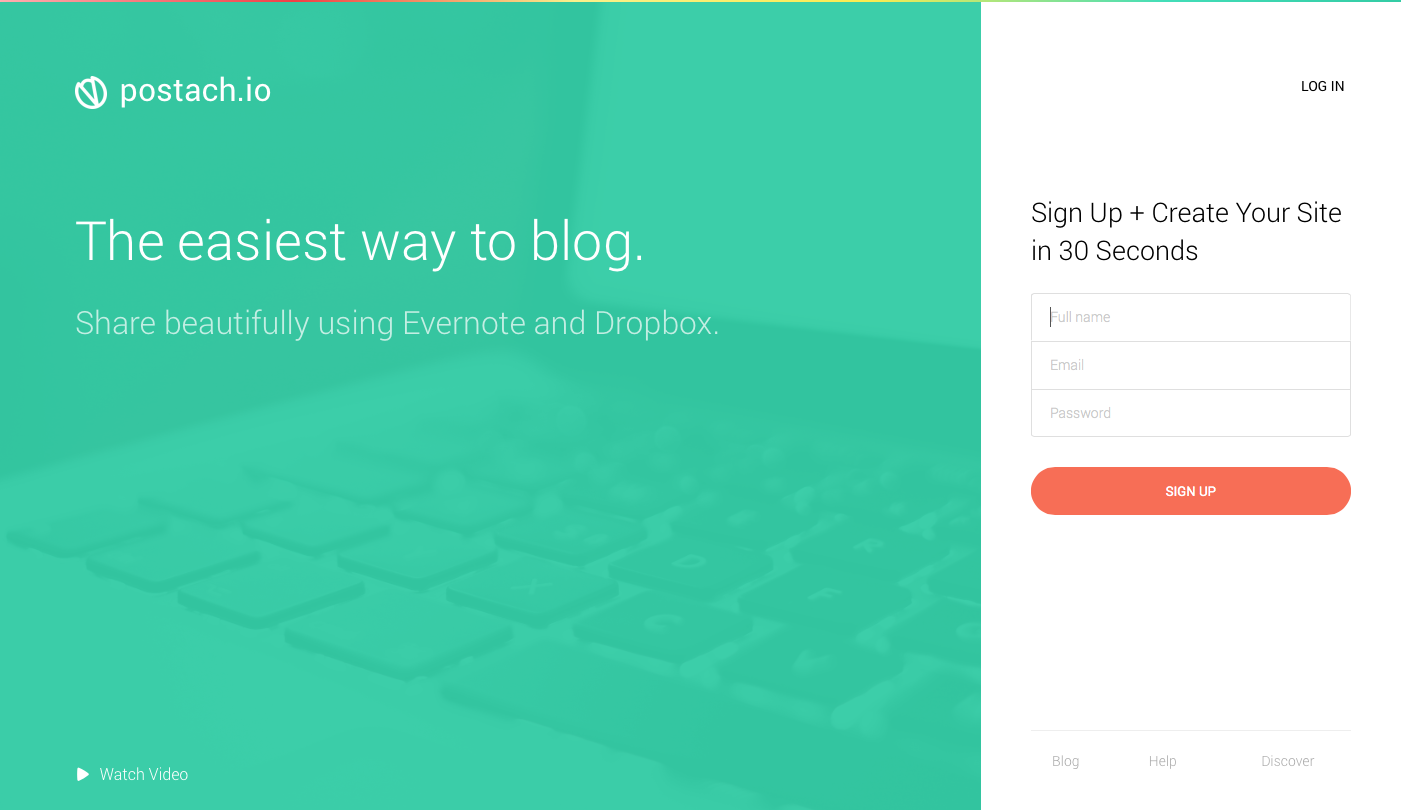 postach.io
The easiest way to blog.
Share beautifully using Evernote and Dropbox.
Watch Video
LOG IN
Sign Up + Create Your Site
in 30 Seconds
Full name
Email
Password
SIGN UP
Blog Help Discover